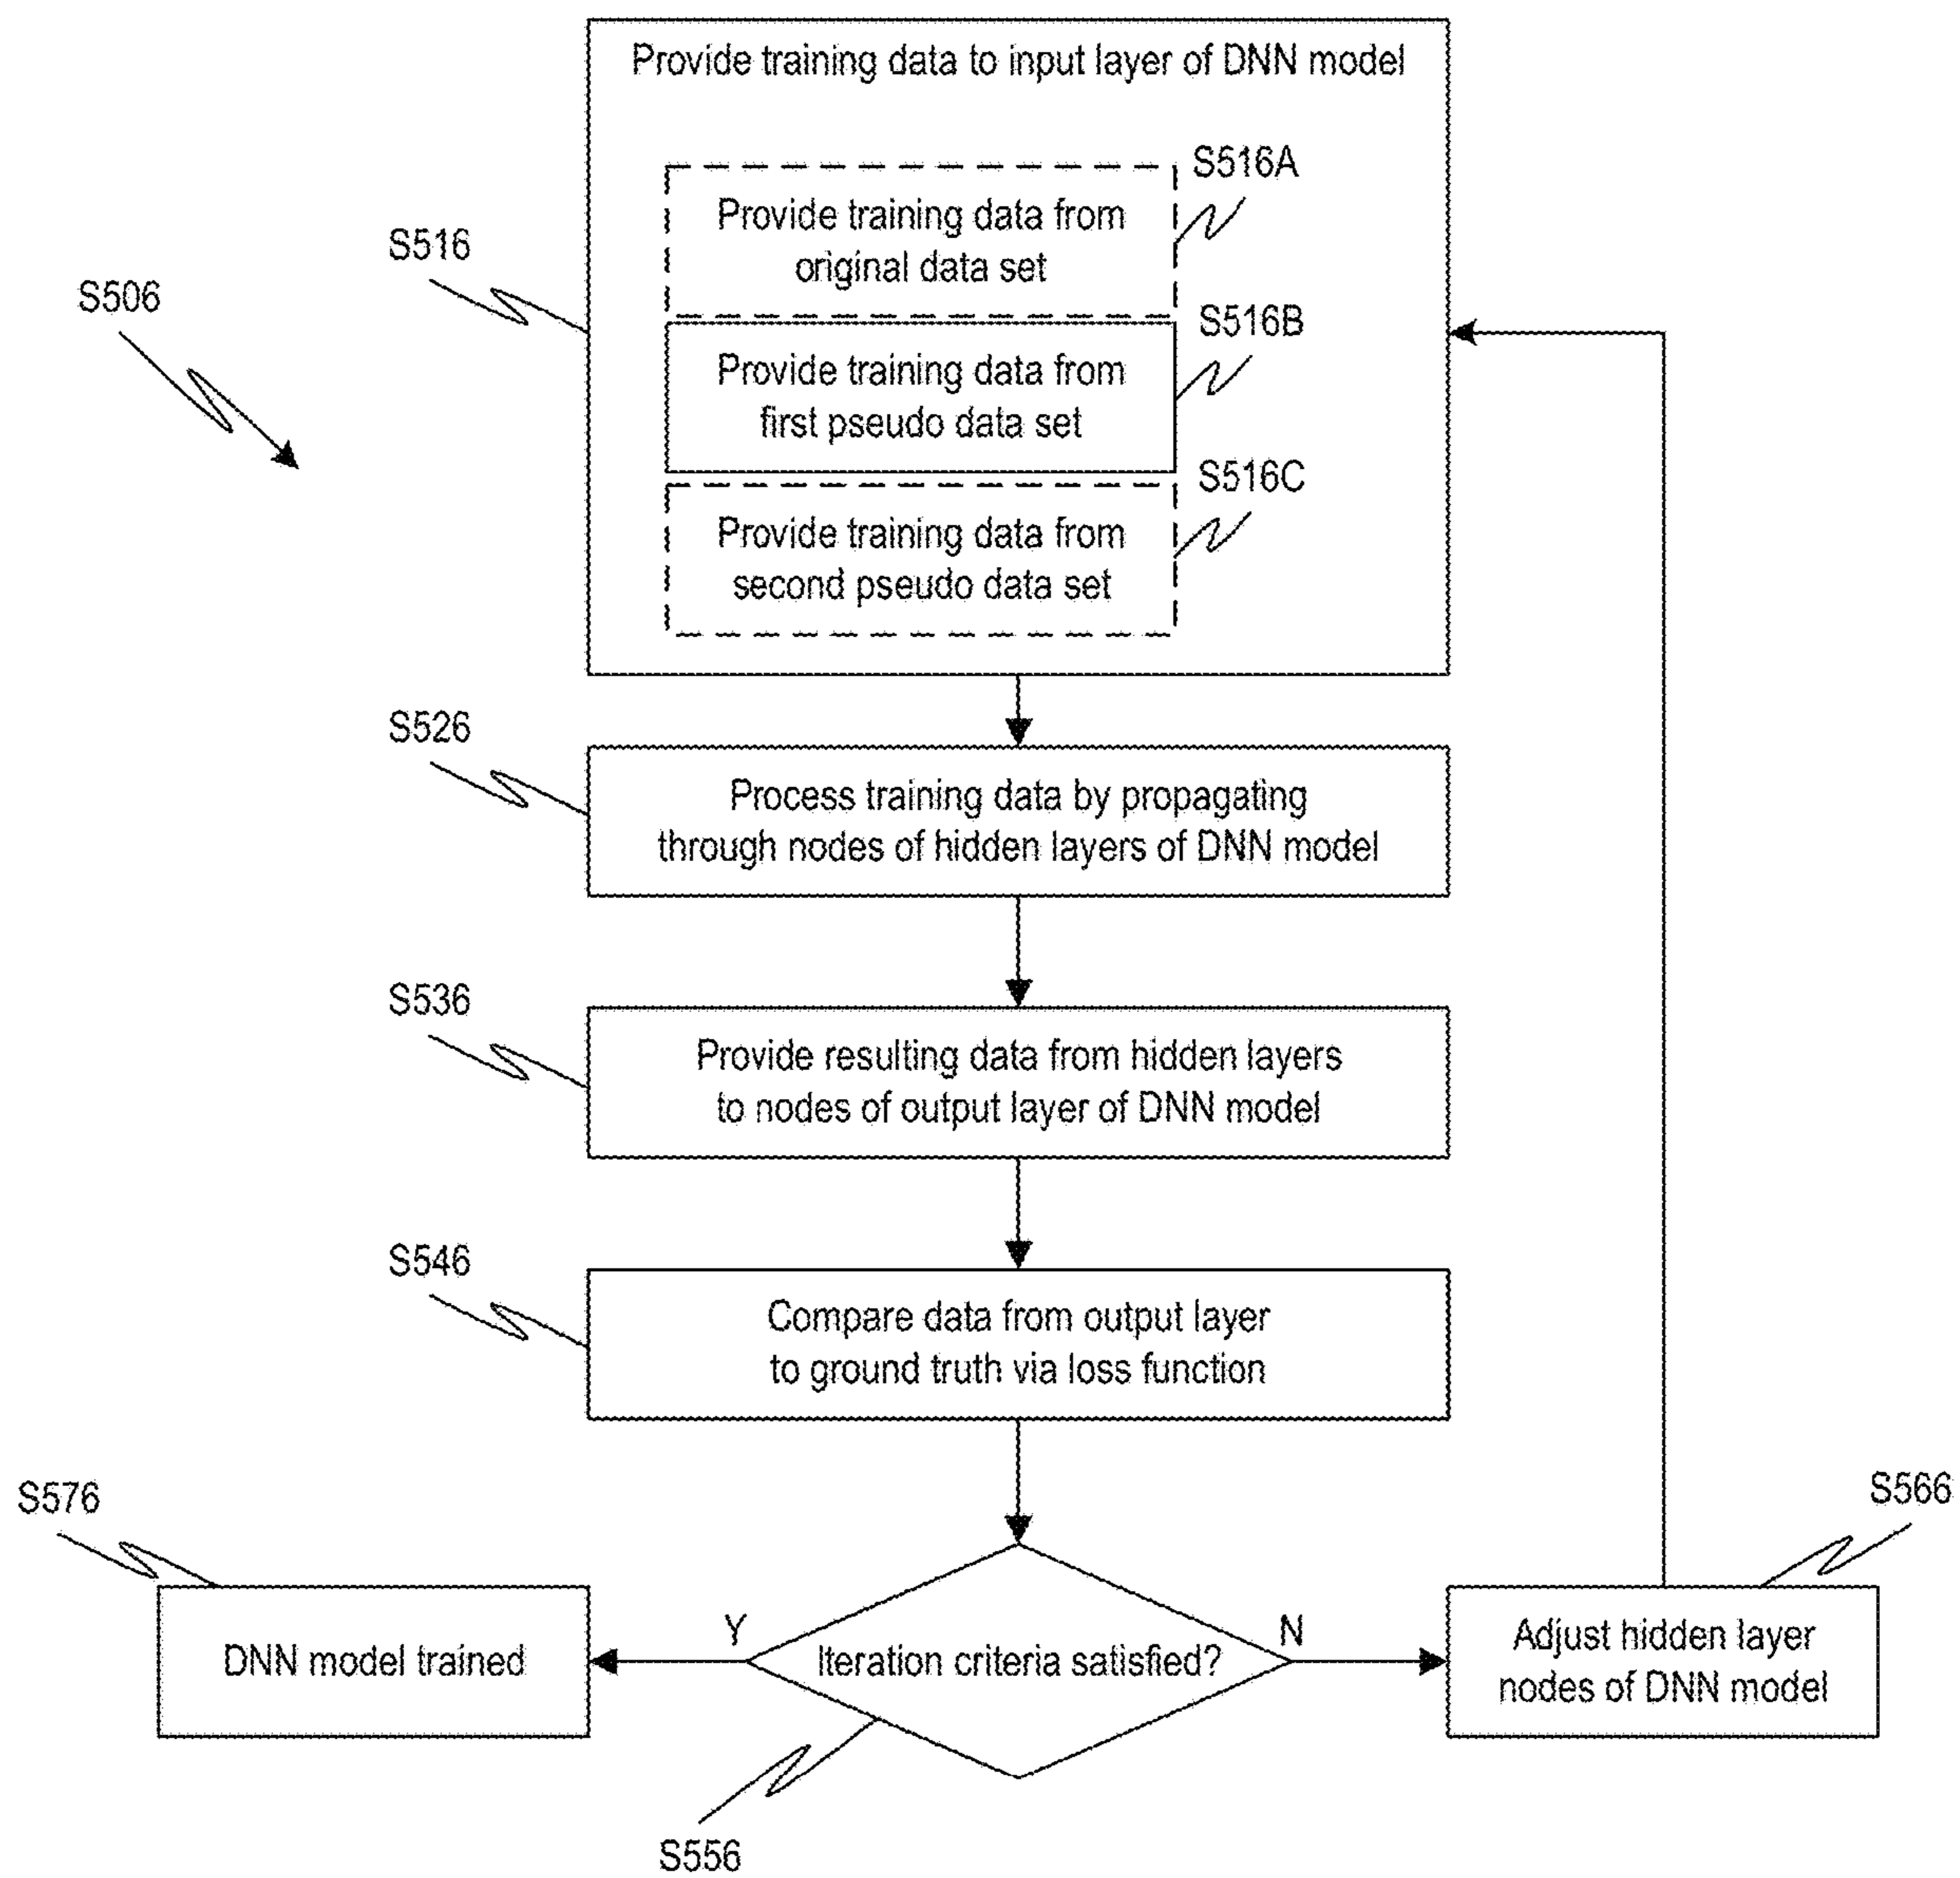 Provide training data to input layer of DNN model
S516A
Provide training data from
original data set
S516
S506
S516B
Provide training data from
first pseudo data set
S516C
Provide training data from
second pseudo data set
S526
Process training data by propagating
through nodes of hidden layers of DNN model
S536
Provide resulting data from hidden layers
to nodes of output layer of DNN model
S546
Compare data from output layer
to ground truth via loss function
S576
S566
DNN model trained
Y
Iteration criteria satisfied?
N
Adjust hidden layer
nodes of DNN model
S556